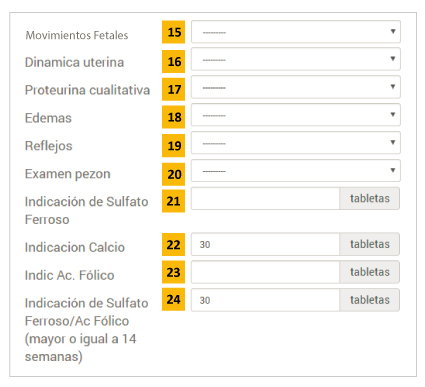 Movimientos Fetales 15 ---------
Dinamica uterina 16 ---------
Proteurina cualitativa 17 ---------
Edemas 18 ---------
Reflejos 19 ---------
Examen pezon 20 ---------
Indicación de Sulfato 21 tabletas
Ferroso
Indicacion Calcio 22 30 tabletas
Indic Ac. Fólico 23 tabletas
Indicación de Sulfato 24 30 tabletas
Ferroso/Ac Fólico
(mayor o igual a 14
semanas)